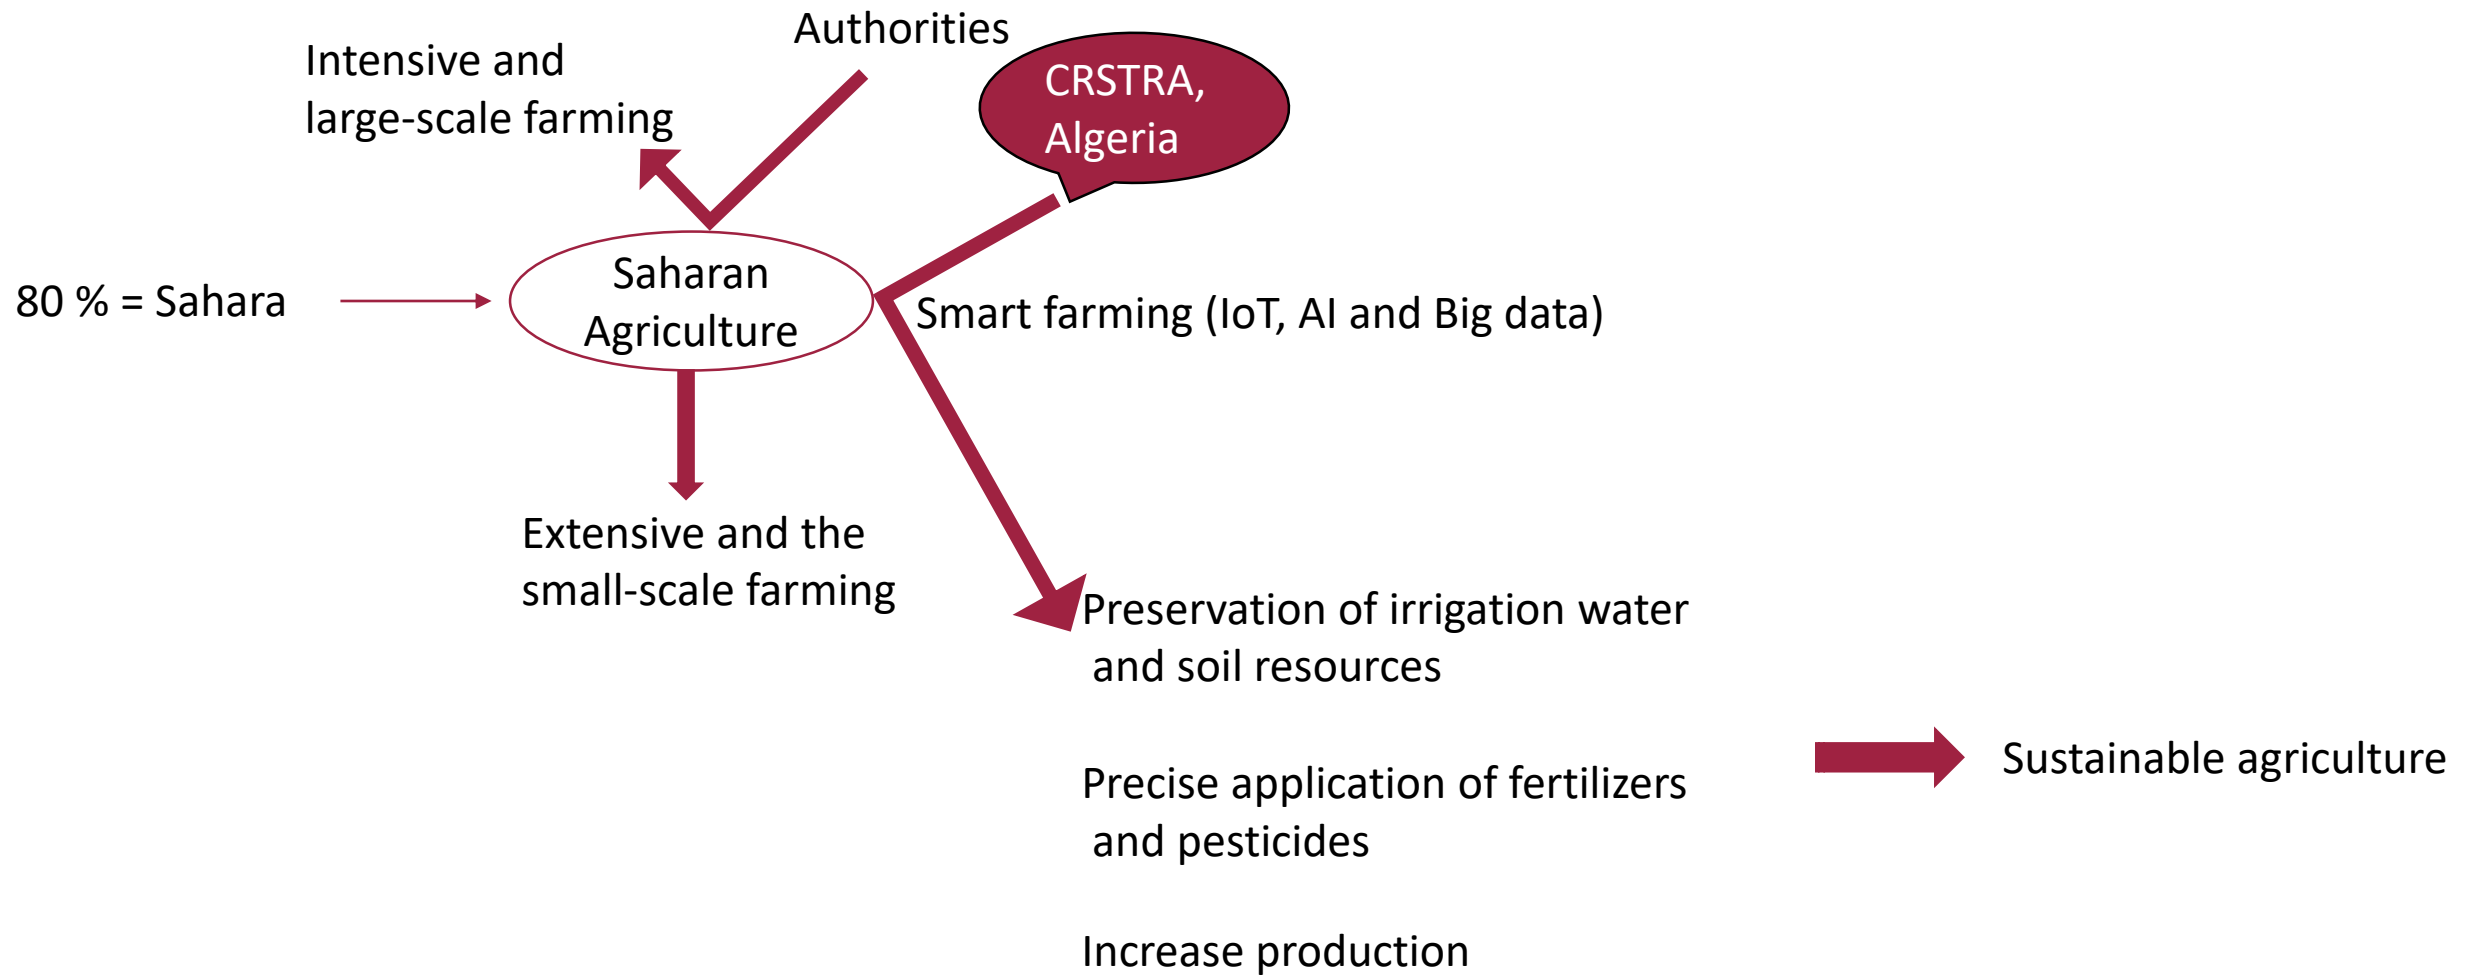 Authorities
Intensive and
large-scale farming
CRSTRA,
Algeria
80 % = Sahara
Saharan
Agriculture
Smart farming (IoT, AI and Big data)
Extensive and the
small-scale farming
Preservation of irrigation water
and soil resources
Precise application of fertilizers
and pesticides
Increase production
Sustainable agriculture